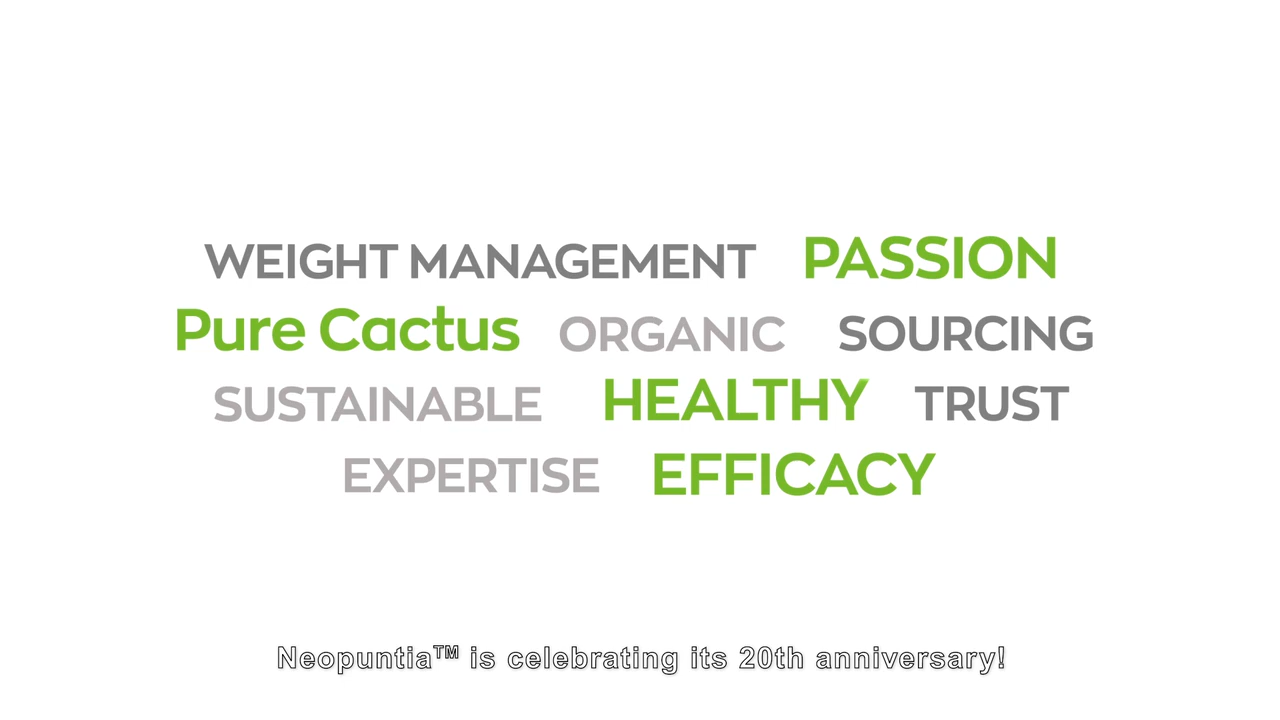 WEIGHT MANAGEMENT PASSION
Pure Cactus ORGANIC SOURCING
SUSTAINABLE HEALTHY TRUST
EXPERTISE EFFICACY
Neopuntia™ is celebrating its 20th anniversary!